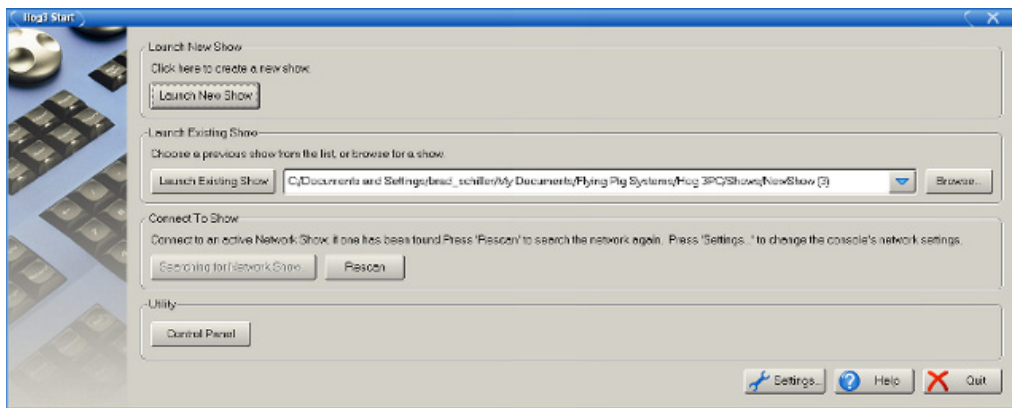 Hog3 Start
Launch New Show
Click here to create a new show.
Launch New Show
Launch Existing Show
Choose a previous show from the list, or browse for a show.
Launch Existing Show C:/Documents and Settings/brad_schiller/My Documents/Flying Pig Systems/Hog 3PC/Shows/NewShow (3) Browse...
Connect To Show
Connect to an active Network Show, if one has been found Press 'Rescan' to search the network again. Press 'Settings...' to change the console's network settings.
Searching for Network Show Rescan
Utility
Control Panel
Settings... Help Quit